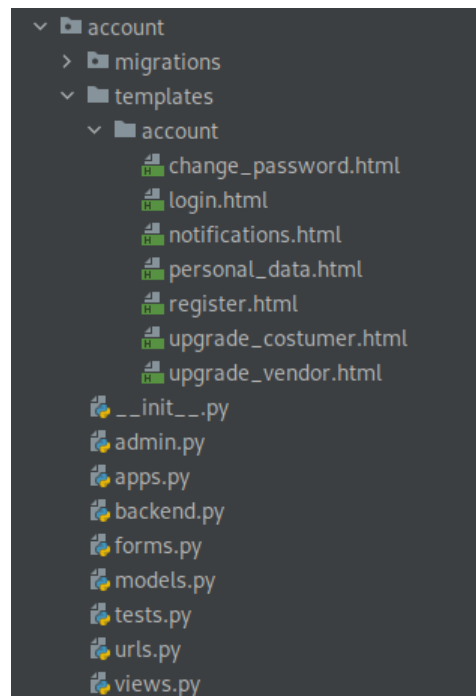 account
migrations
templates
account
change_password.html
login.html
notifications.html
personal_data.html
register.html
upgrade_costumer.html
upgrade_vendor.html
__init__.py
admin.py
apps.py
backend.py
forms.py
models.py
tests.py
urls.py
views.py